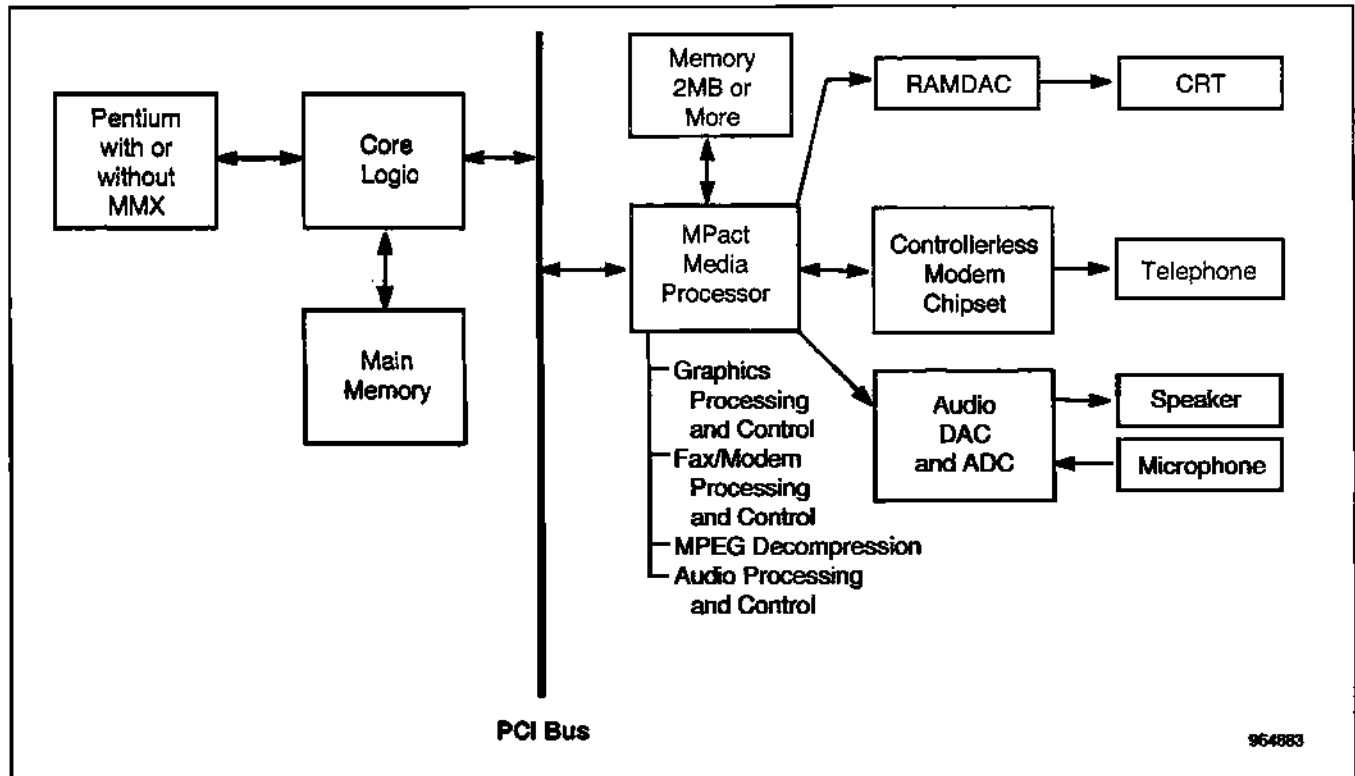 Pentium
with or
without
MMX
Core
Logic
Main
Memory
PCI Bus
Memory
2MB or
More
MPact
Media
Processor
Graphics
Processing
and Control
Fax/Modem
Processing
and Control
MPEG Decompression
Audio Processing
and Control
RAMDAC
CRT
Controllerless
Modem
Chipset
Telephone
Audio
DAC
and ADC
Speaker
Microphone
964883